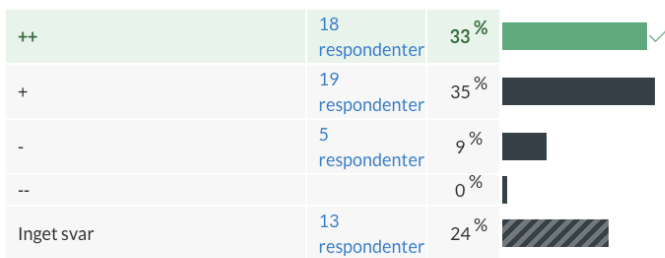 ++ 18 respondenter 33 %
+ 19 respondenter 35 %
- 5 respondenter 9 %
-- 0 %
Inget svar 13 respondenter 24 %